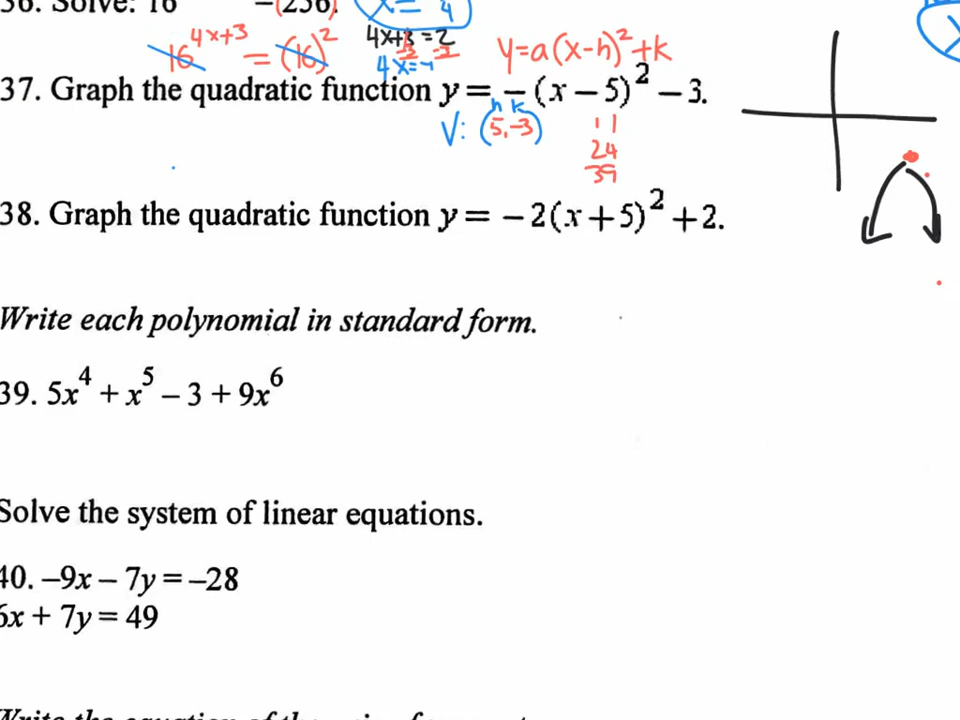 36. Solve: 16 = (256)
x = 4
16^(4x+3) = (16)^2
4x+3 = 2
-3 -3
4x = -1
y = a(x-h)^2 + k
37. Graph the quadratic function y = -(x - 5)^2 - 3.
h k
V: (5, -3)
1 1
2 4
3 9
38. Graph the quadratic function y = -2(x + 5)^2 + 2.
Write each polynomial in standard form.
39. 5x^4 + x^5 - 3 + 9x^6
Solve the system of linear equations.
40. -9x - 7y = -28
6x + 7y = 49